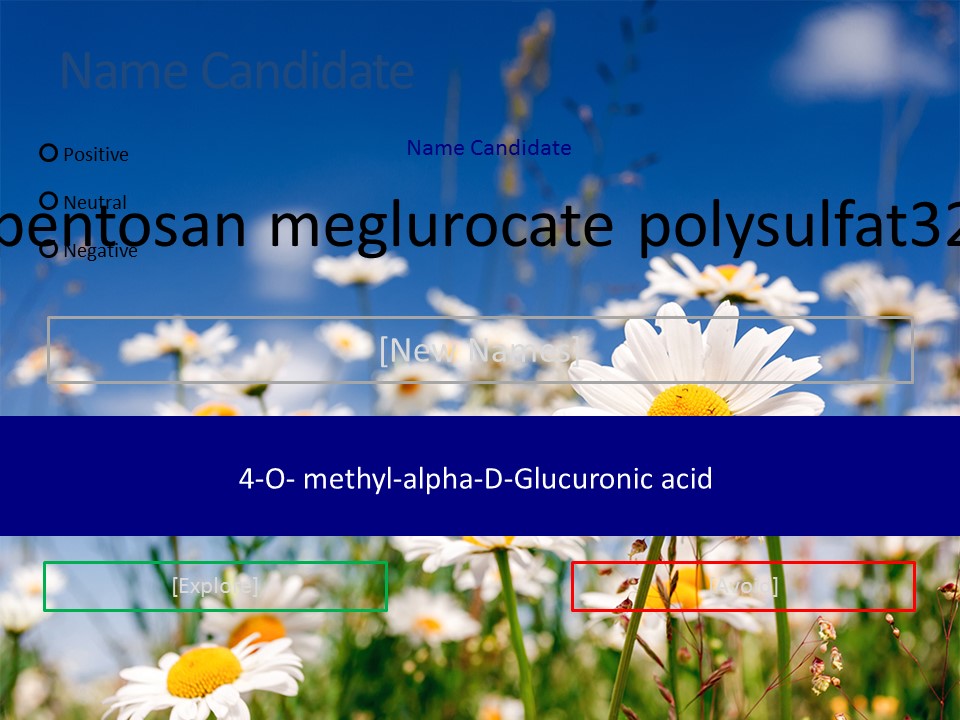 Name Candidate
Name Candidate
Positive
Neutral
Negative
pentosan meglurocate polysulfat32
[New Names]
4-O- methyl-alpha-D-Glucuronic acid
[Explore]
[Avoid]